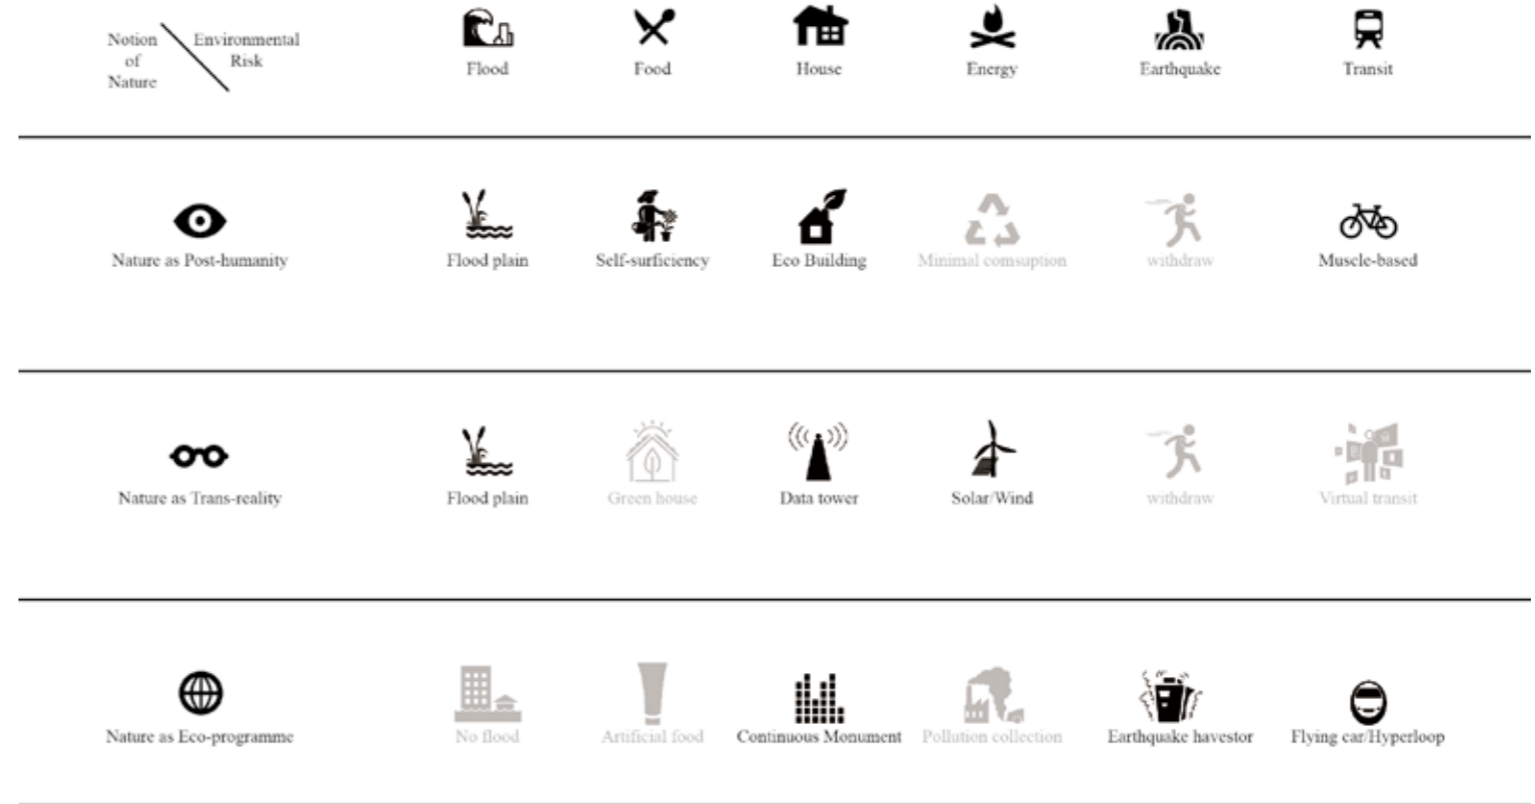 Notion
of
Nature
Environmental
Risk
Flood Food House Energy Earthquake Transit
Nature as Post-humanity Flood plain Self-surficiency Eco Building Minimal comsuption withdraw Muscle-based
Nature as Trans-reality Flood plain Green house Data tower Solar/Wind withdraw Virtual transit
Nature as Eco-programme No flood Artificial food Continuous Monument Pollution collection Earthquake havestor Flying car/Hyperloop